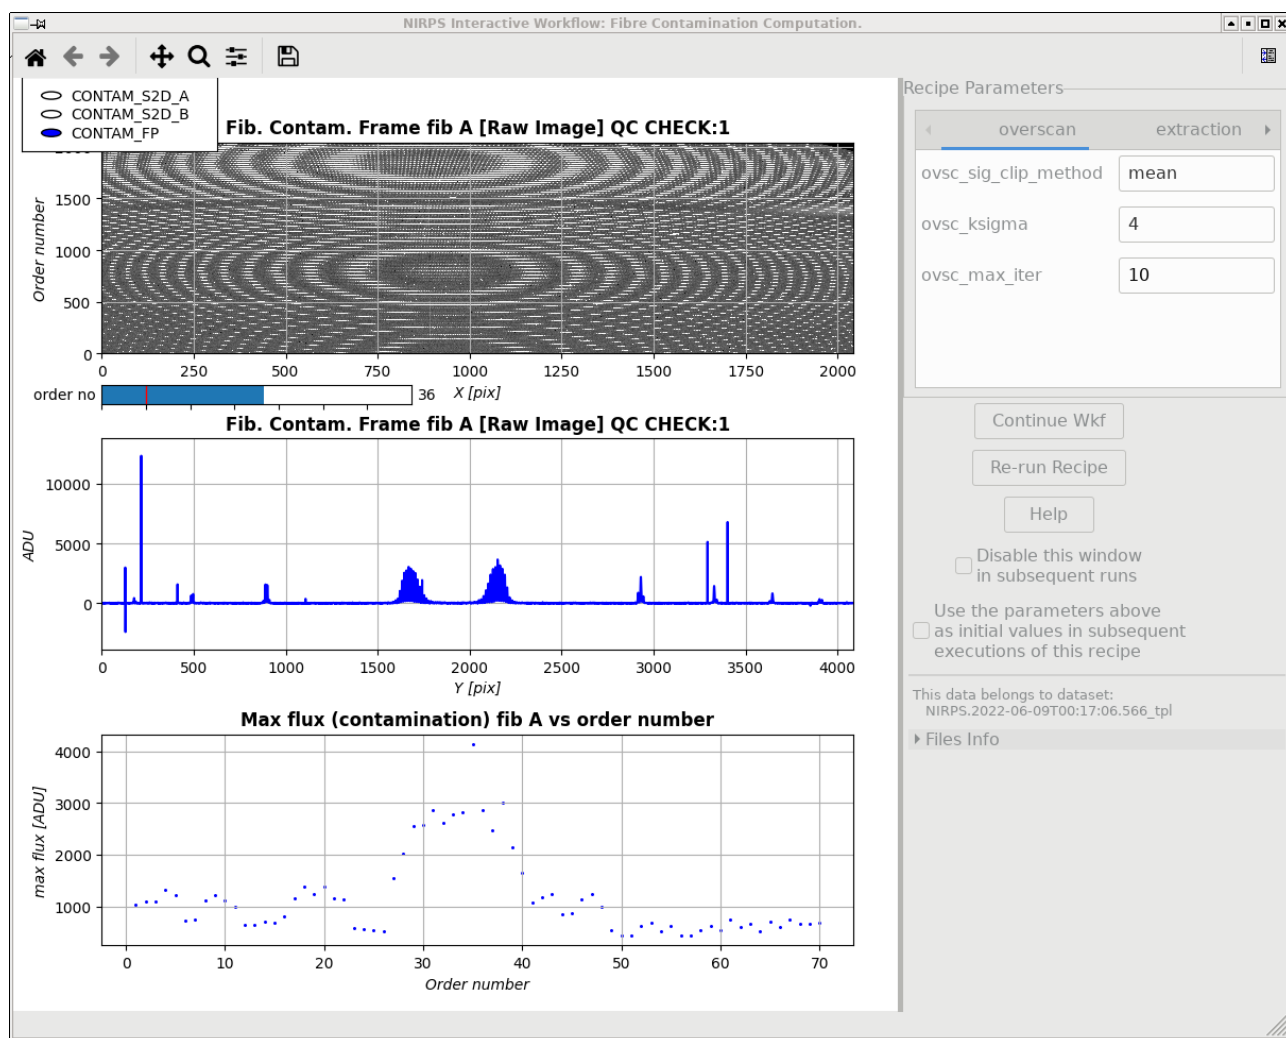 NIRPS Interactive Workflow: Fibre Contamination Computation.
CONTAM_S2D_A
CONTAM_S2D_B
CONTAM_FP
Fib. Contam. Frame fib A [Raw Image] QC CHECK:1
1500
1000
500
0
Order number
0 250 500 750 1000 1250 1500 1750 2000
X [pix]
order no 36
Fib. Contam. Frame fib A [Raw Image] QC CHECK:1
10000
5000
0
ADU
0 500 1000 1500 2000 2500 3000 3500 4000
Y [pix]
Max flux (contamination) fib A vs order number
4000
3000
2000
1000
max flux [ADU]
0 10 20 30 40 50 60 70
Order number
Recipe Parameters
overscan extraction
ovsc_sig_clip_method mean
ovsc_ksigma 4
ovsc_max_iter 10
Continue Wkf
Re-run Recipe
Help
Disable this window
in subsequent runs
Use the parameters above
as initial values in subsequent
executions of this recipe
This data belongs to dataset:
NIRPS.2022-06-09T00:17:06.566_tpl
Files Info